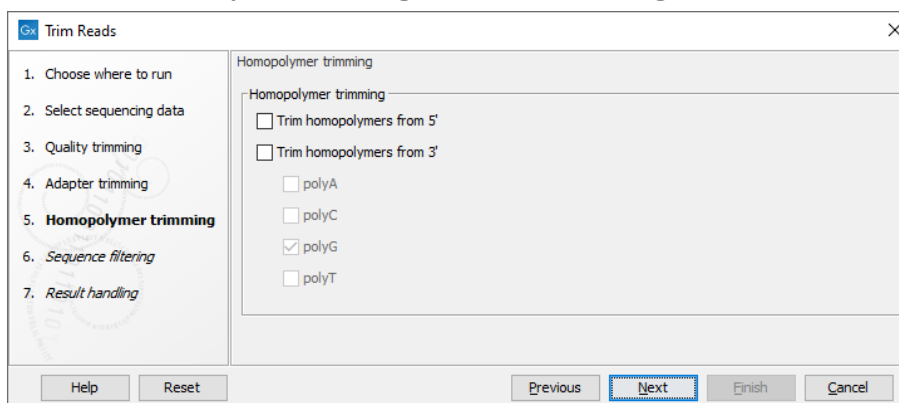 Gx Trim Reads
1. Choose where to run
2. Select sequencing data
3. Quality trimming
4. Adapter trimming
5. Homopolymer trimming
6. Sequence filtering
7. Result handling
Homopolymer trimming
Homopolymer trimming
Trim homopolymers from 5'
Trim homopolymers from 3'
polyA
polyC
polyG
polyT
Help Reset Previous Next Finish Cancel